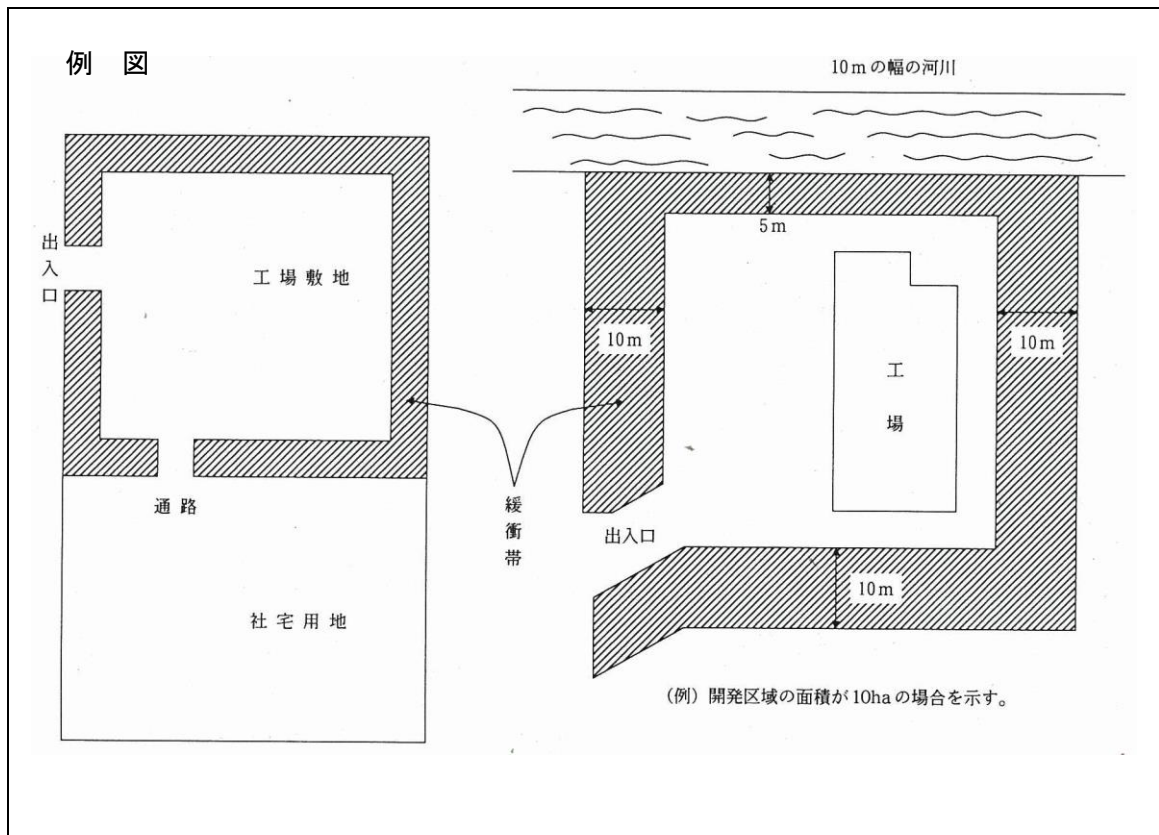 例 図
10mの幅の河川
出入口
工場敷地
通路
社宅用地
緩衝帯
5m
10m
10m
工場
出入口
10m
(例)開発区域の面積が10haの場合を示す。